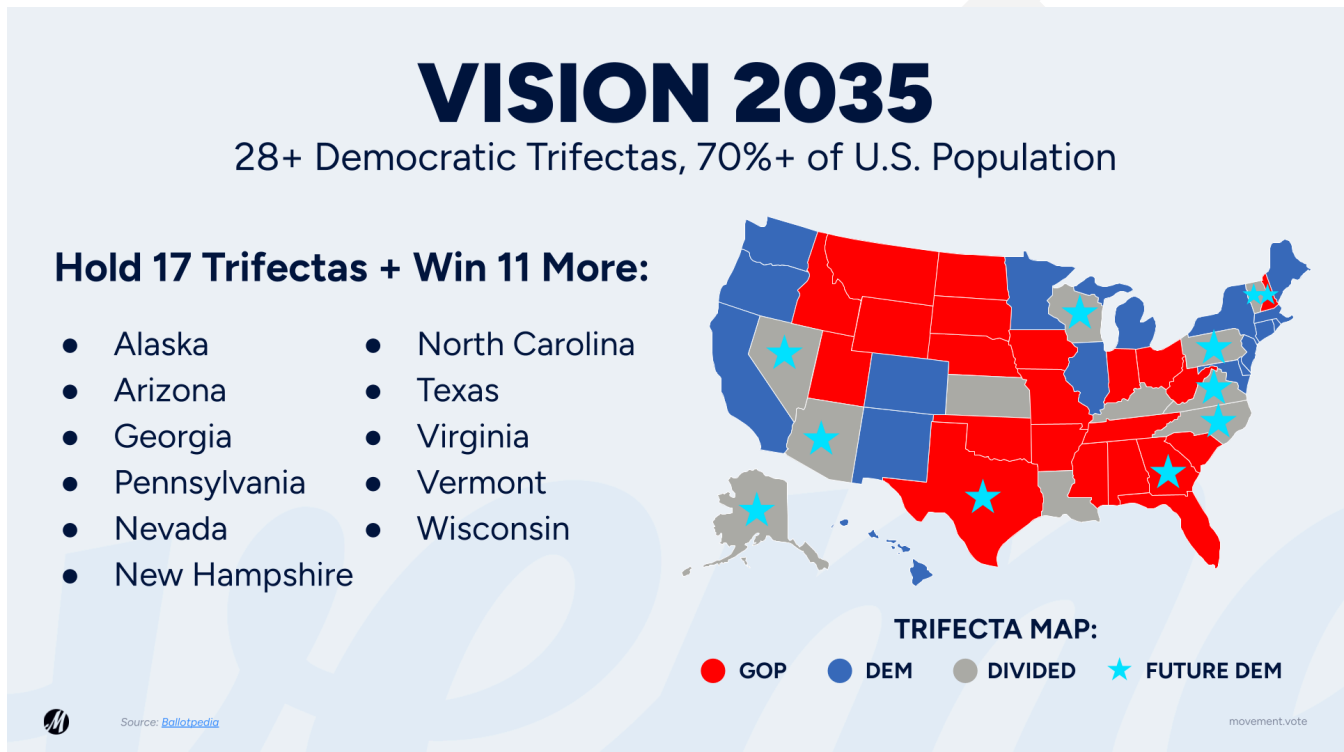 VISION 2035
28+ Democratic Trifectas, 70%+ of U.S. Population
Hold 17 Trifectas + Win 11 More:
● Alaska
● Arizona
● Georgia
● Pennsylvania
● Nevada
● New Hampshire
● North Carolina
● Texas
● Virginia
● Vermont
● Wisconsin
TRIFECTA MAP:
GOP DEM DIVIDED FUTURE DEM
M
Source: Ballotpedia
movement.vote